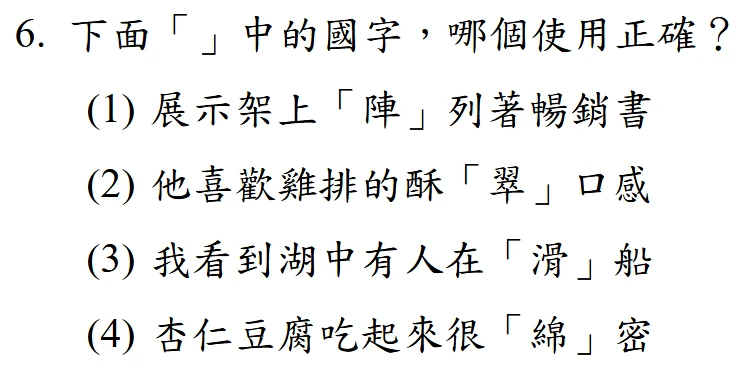 6. 下面「」中的國字，哪個使用正確？
(1) 展示架上「陣」列著暢銷書
(2) 他喜歡雞排的酥「翠」口感
(3) 我看到湖中有人在「滑」船
(4) 杏仁豆腐吃起來很「綿」密